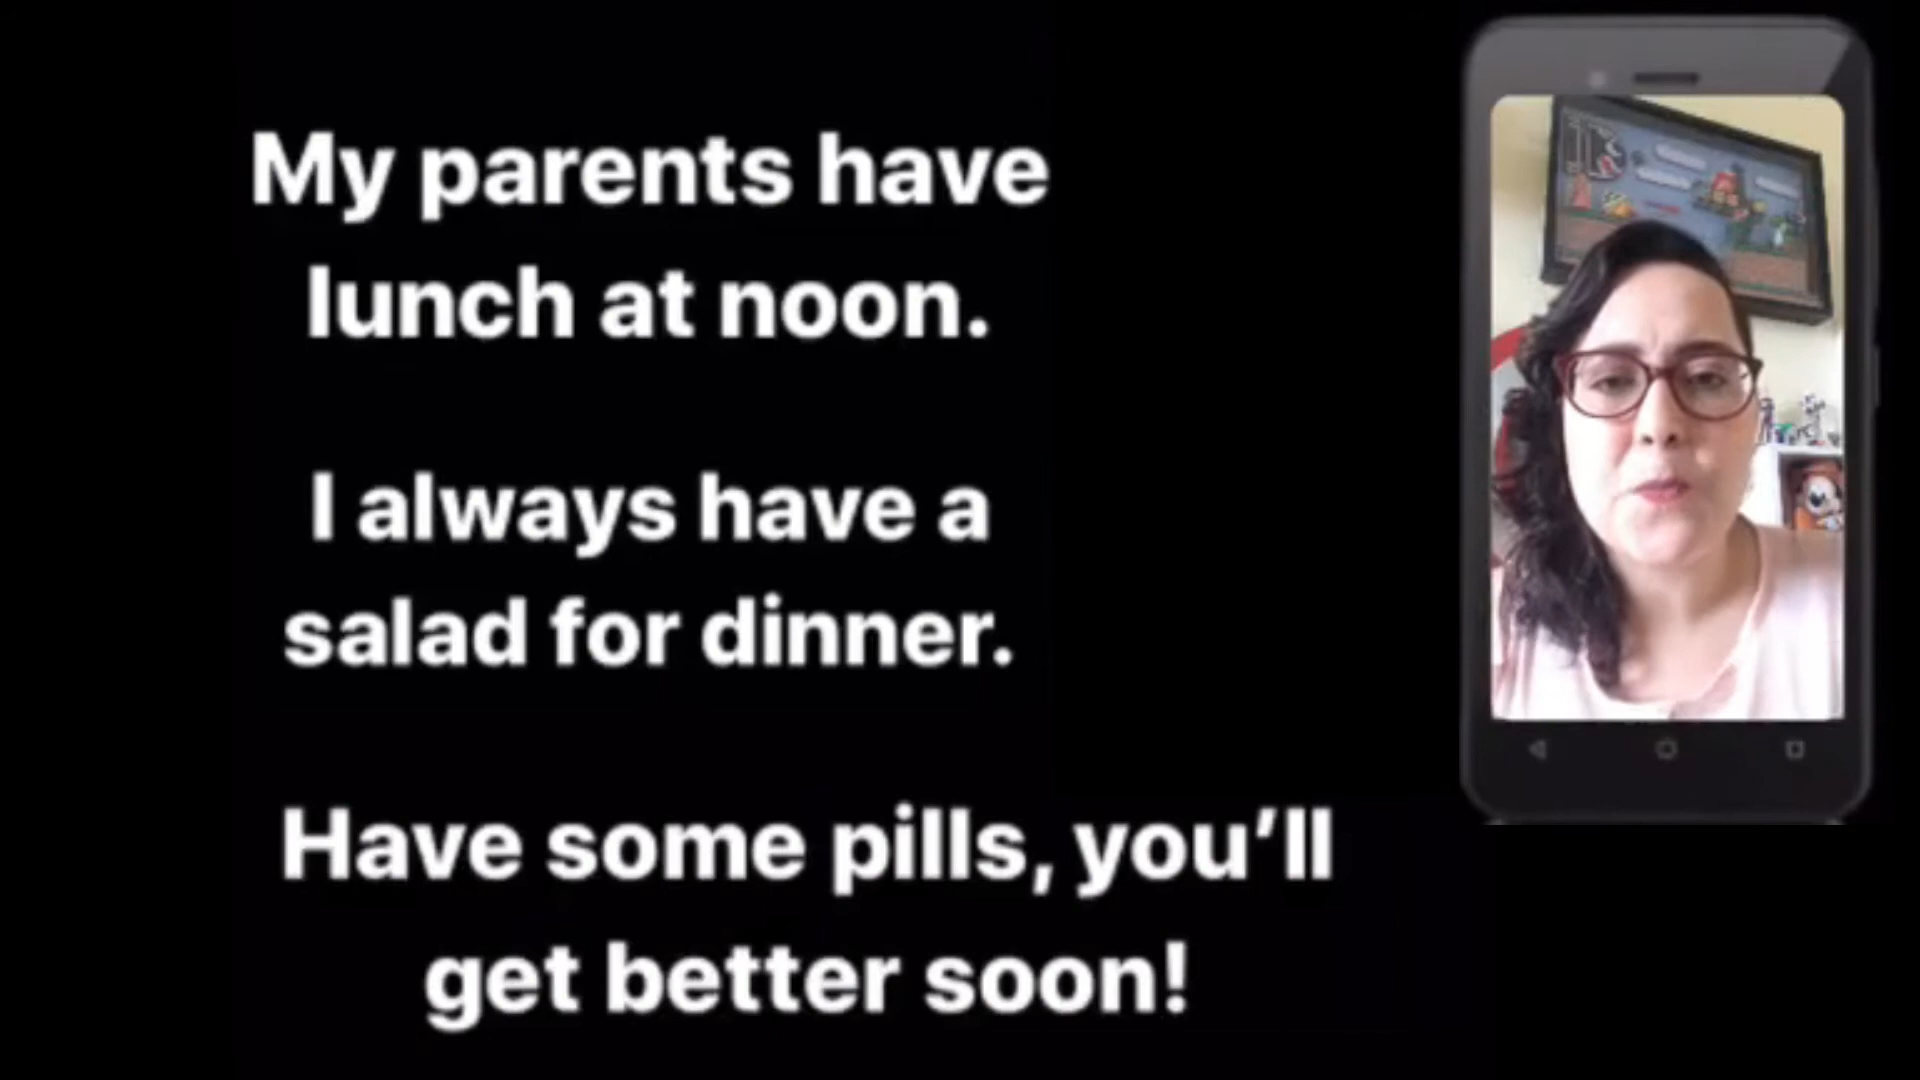 My parents have
lunch at noon.
I always have a
salad for dinner.
Have some pills, you’ll
get better soon!